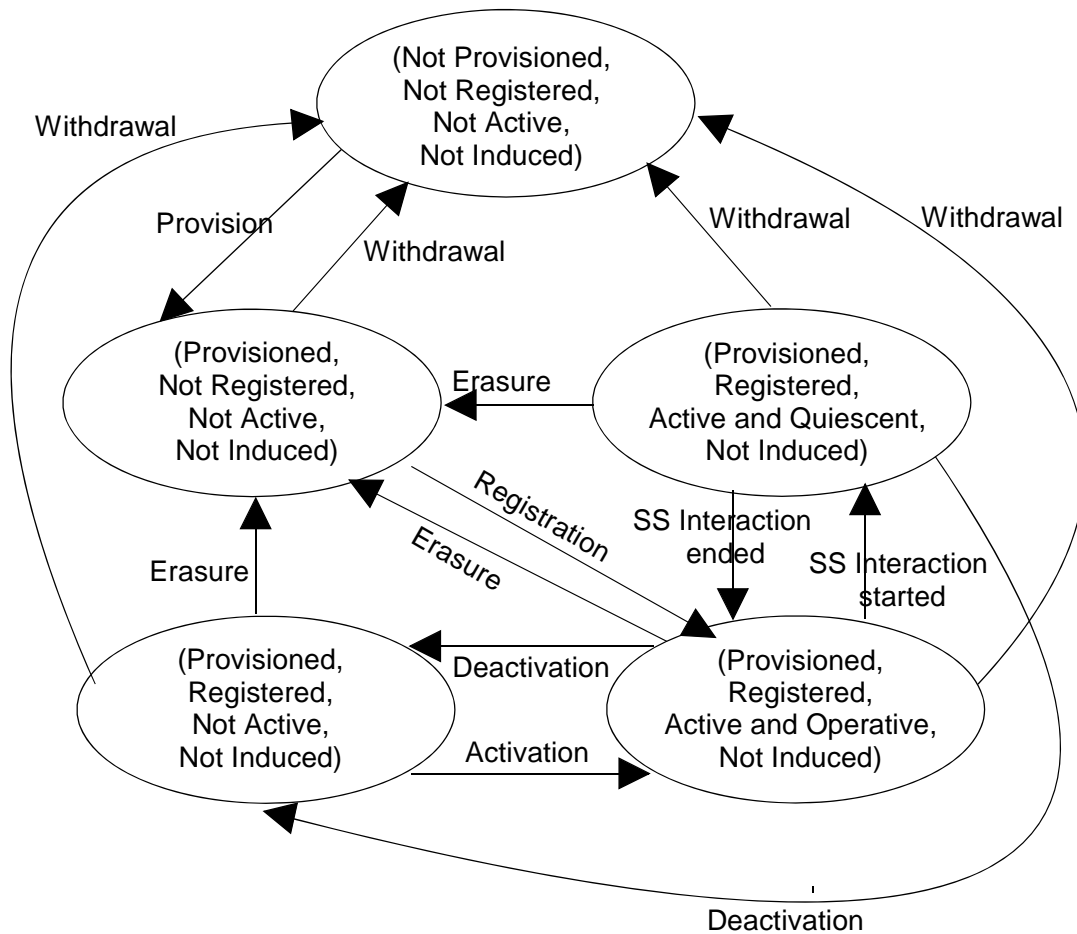 (Not Provisioned,
Not Registered,
Not Active,
Not Induced)
Withdrawal
Provision
Withdrawal
Withdrawal
Withdrawal
(Provisioned,
Not Registered,
Not Active,
Not Induced)
Erasure
(Provisioned,
Registered,
Active and Quiescent,
Not Induced)
Registration
Erasure
SS Interaction
ended
SS Interaction
started
Erasure
(Provisioned,
Registered,
Not Active,
Not Induced)
Deactivation
Activation
(Provisioned,
Registered,
Active and Operative,
Not Induced)
Deactivation